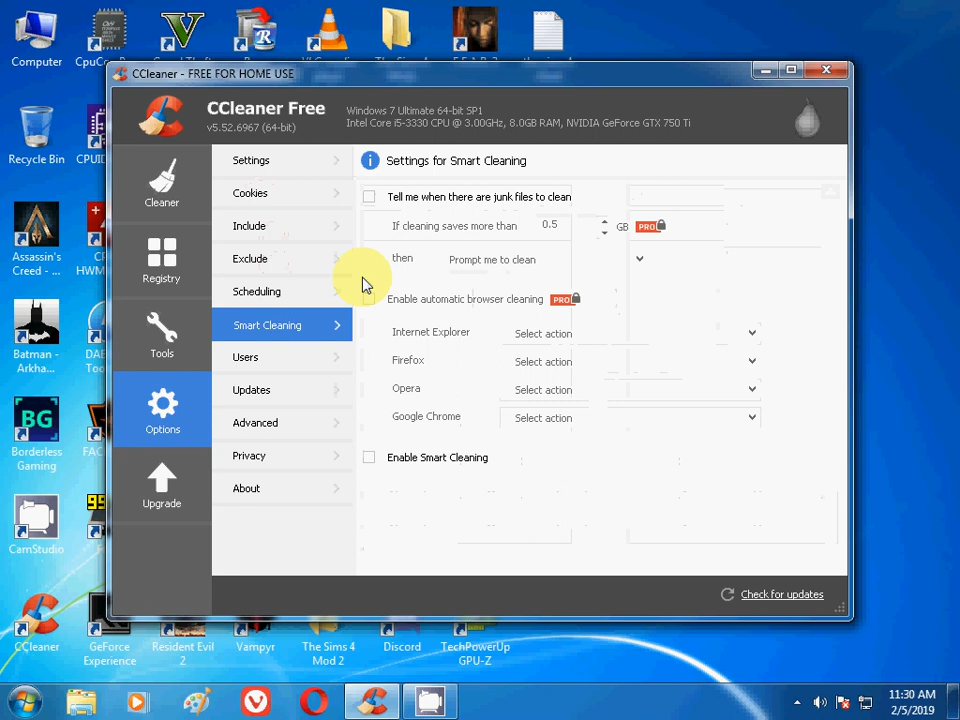 Computer
CpuC
F.E.A.R. 3
CCleaner - FREE FOR HOME USE
CCleaner Free
v5.52.6967 (64-bit)
Windows 7 Ultimate 64-bit SP1
Intel Core i5-3330 CPU @ 3.00GHz, 8.0GB RAM, NVIDIA GeForce GTX 750 Ti
Recycle Bin
CPUID
Assassin's
Creed - ...
HWM
Batman -
Arkha...
DAE
Too
BG
Borderless
Gaming
CamStudio
Cleaner
Registry
Tools
Options
Upgrade
Settings
Cookies
Include
Exclude
Scheduling
Smart Cleaning
Users
Updates
Advanced
Privacy
About
Settings for Smart Cleaning
Tell me when there are junk files to clean
If cleaning saves more than 0.5 GB PRO
then Prompt me to clean
Enable automatic browser cleaning PRO
Internet Explorer Select action
Firefox Select action
Opera Select action
Google Chrome Select action
Enable Smart Cleaning
Check for updates
CCleaner
GeForce
Experience
Resident Evil
2
Vampyr
The Sims 4
Mod 2
Discord
TechPowerUp
GPU-Z
11:30 AM
2/5/2019